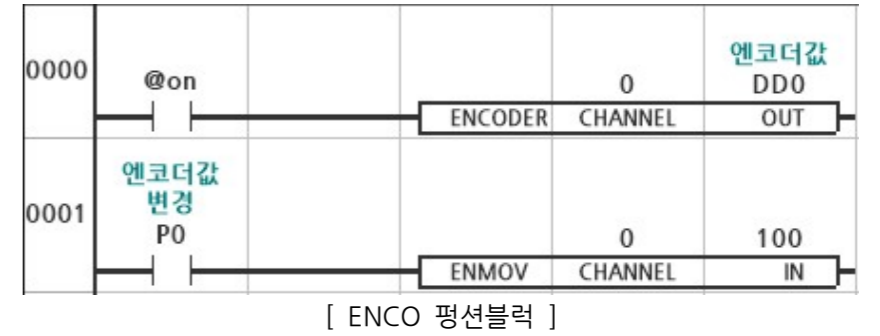 0000
@on
0
엔코더값
DD0
ENCODER CHANNEL OUT
0001
엔코더값
변경
P0
0
100
ENMOV CHANNEL IN
[ ENCO 펑션블럭 ]